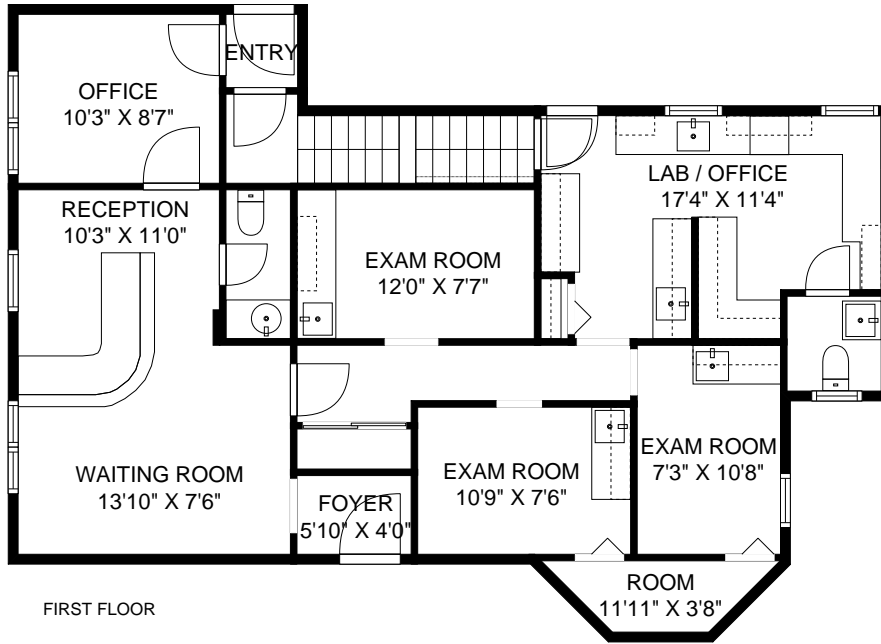 ENTRY
OFFICE
10'3" X 8'7"
LAB / OFFICE
17'4" X 11'4"
RECEPTION
10'3" X 11'0"
EXAM ROOM
12'0" X 7'7"
EXAM ROOM
7'3" X 10'8"
WAITING ROOM
13'10" X 7'6"
EXAM ROOM
10'9" X 7'6"
FOYER
5'10" X 4'0"
ROOM
11'11" X 3'8"
FIRST FLOOR